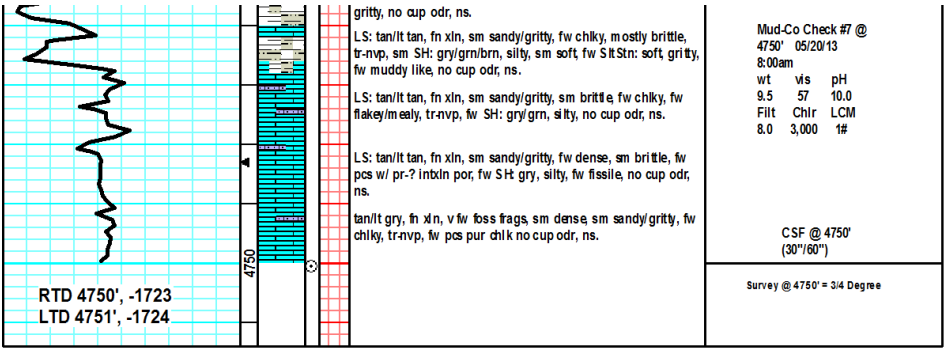 gritty, no cup odr, ns.
LS: tan/lt tan, fn xln, sm sandy/gritty, fw chlky, mostly brittle,
tr-nvp, sm SH: gry/grn/brn, silty, sm soft, fw SltStn: soft, gritty,
fw muddy like, no cup odr, ns.
LS: tan/lt tan, fn xln, sm sandy/gritty, sm brittle, fw chlky, fw
flakey/mealy, tr-nvp, fw SH: gry/grn, silty, no cup odr, ns.
LS: tan/lt tan, fn xln, sm sandy/gritty, fw dense, sm brittle, fw
pcs w/ pr-? intxln por, fw SH: gry, silty, fw fissile, no cup odr,
ns.
tan/lt gry, fn xln, v fw foss frags, sm dense, sm sandy/gritty, fw
chlky, tr-nvp, fw pcs pur chlk no cup odr, ns.
Mud-Co Check #7 @
4750' 05/20/13
8:00am
wt vis pH
9.5 57 10.0
Filt Chlr LCM
8.0 3,000 1#
CSF @ 4750'
(30"/60")
Survey @ 4750' = 3/4 Degree
4750
RTD 4750', -1723
LTD 4751', -1724